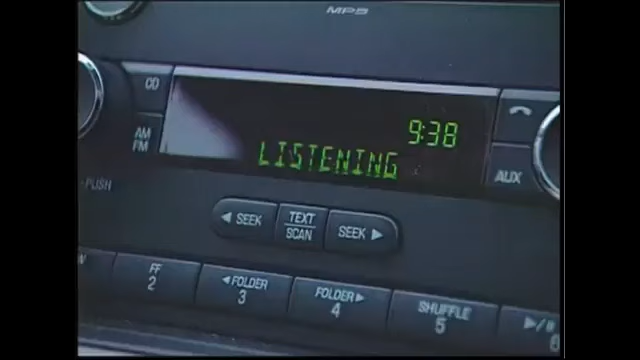 MP3
CD
9:38
AM
FM
LISTENING
AUX
PUSH
◄ SEEK
TEXT
SCAN
SEEK ►
FF
2
◄FOLDER
3
FOLDER►
4
SHUFFLE
5
►/II
6